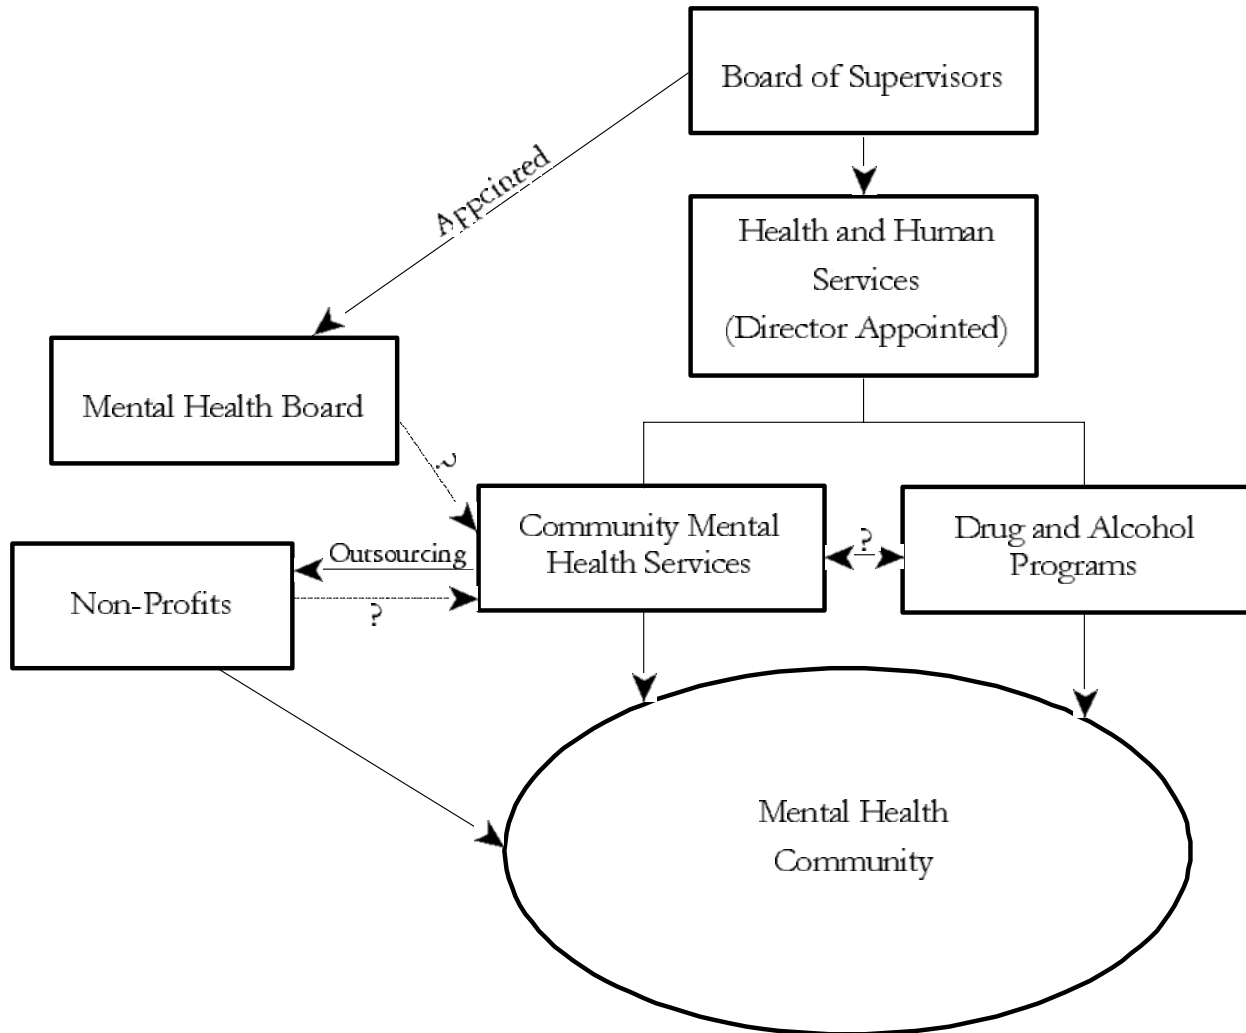 Board of Supervisors
Appointed
Health and Human
Services
(Director Appointed)
Mental Health Board
?
Community Mental
Health Services
?
Drug and Alcohol
Programs
Outsourcing
Non-Profits
?
Mental Health
Community